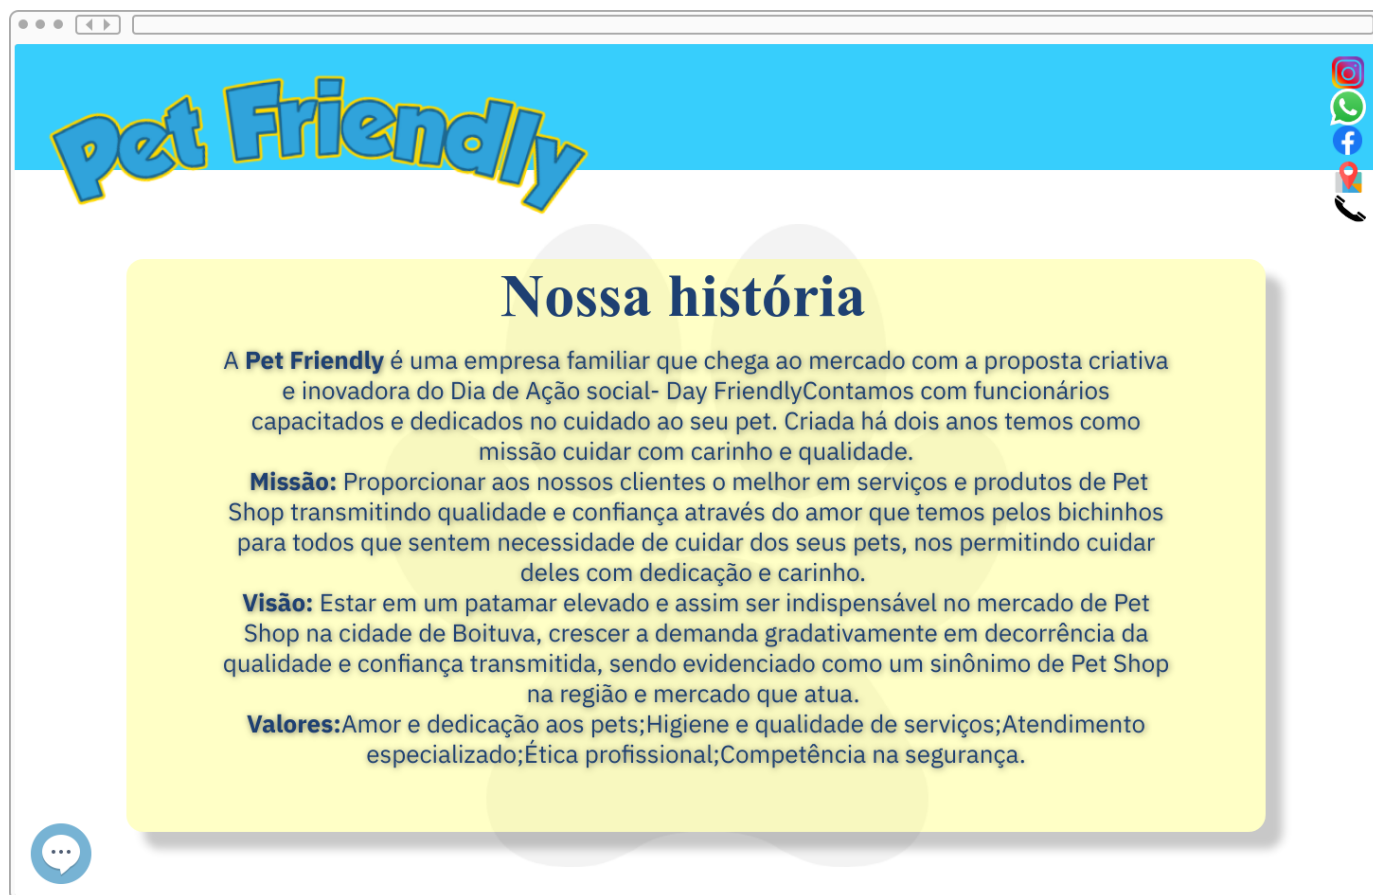 Pet Friendly
Nossa história
A Pet Friendly é uma empresa familiar que chega ao mercado com a proposta criativa
e inovadora do Dia de Ação social- Day FriendlyContamos com funcionários
capacitados e dedicados no cuidado ao seu pet. Criada há dois anos temos como
missão cuidar com carinho e qualidade.
Missão: Proporcionar aos nossos clientes o melhor em serviços e produtos de Pet
Shop transmitindo qualidade e confiança através do amor que temos pelos bichinhos
para todos que sentem necessidade de cuidar dos seus pets, nos permitindo cuidar
deles com dedicação e carinho.
Visão: Estar em um patamar elevado e assim ser indispensável no mercado de Pet
Shop na cidade de Boituva, crescer a demanda gradativamente em decorrência da
qualidade e confiança transmitida, sendo evidenciado como um sinônimo de Pet Shop
na região e mercado que atua.
Valores:Amor e dedicação aos pets;Higiene e qualidade de serviços;Atendimento
especializado;Ética profissional;Competência na segurança.